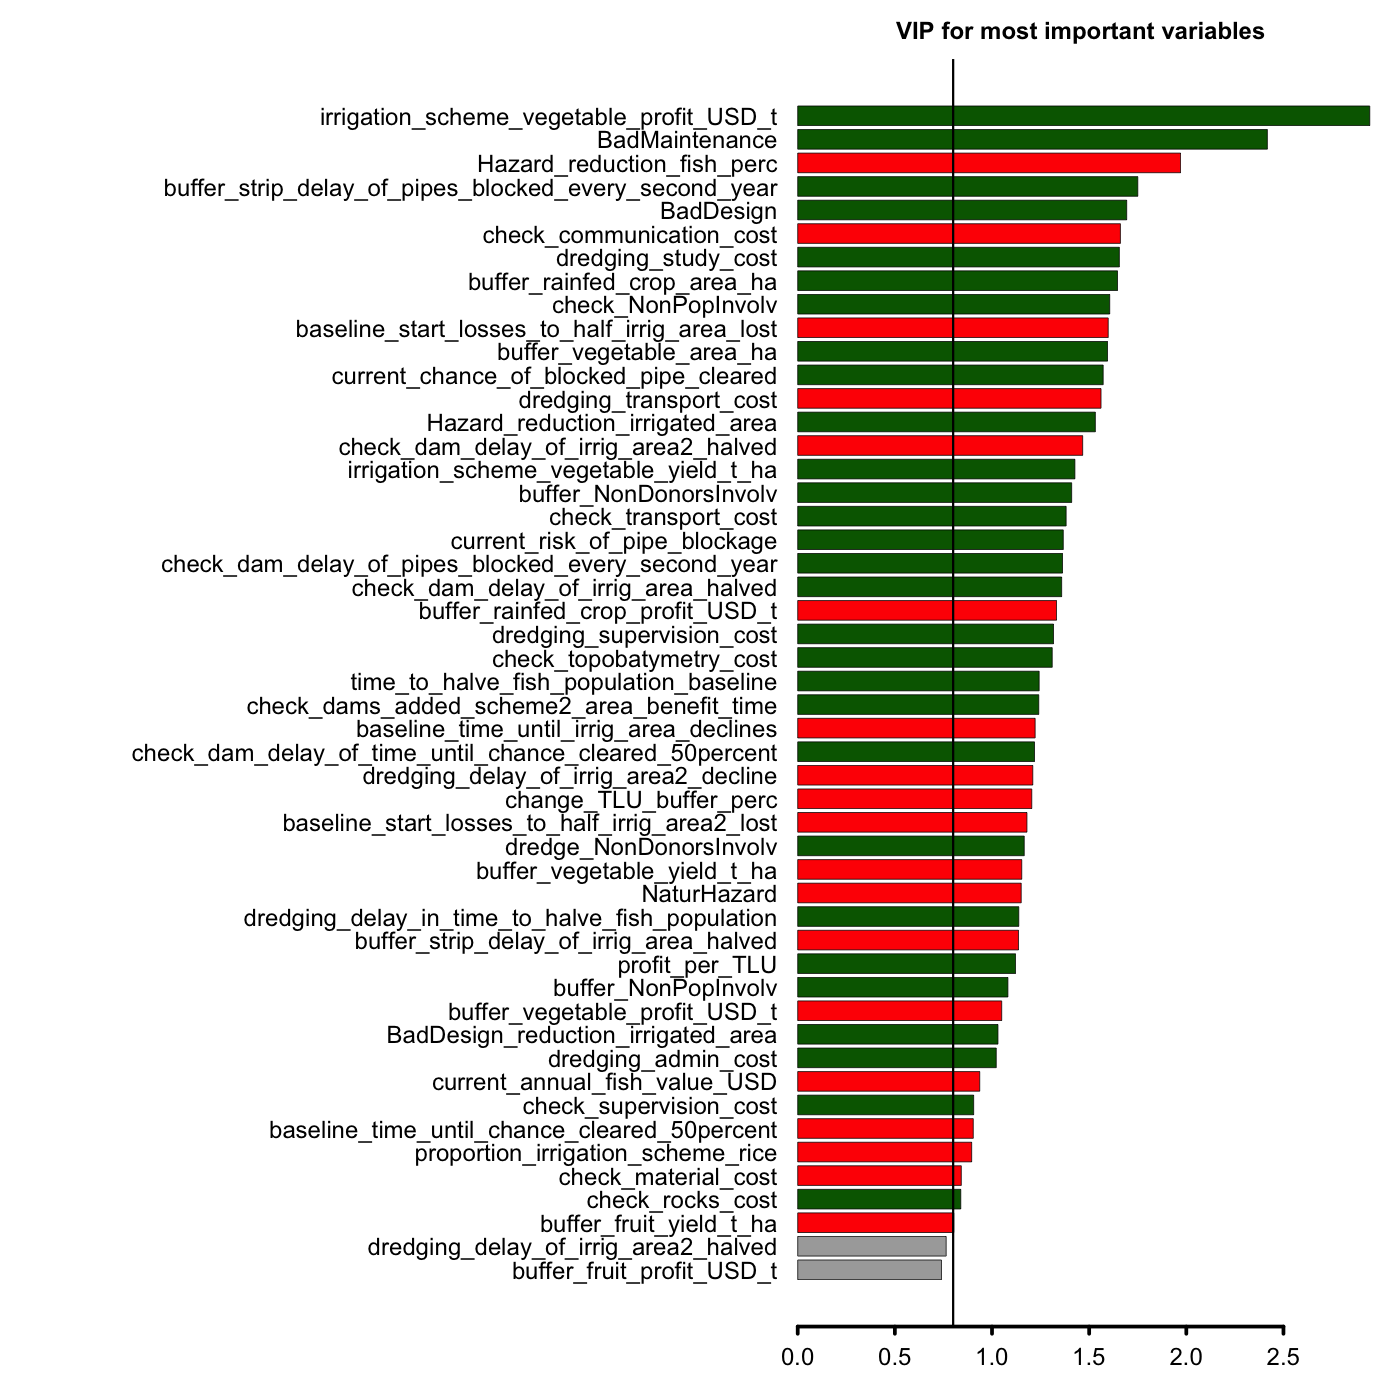 VIP for most important variables
irrigation_scheme_vegetable_profit_USD_t
BadMaintenance
Hazard_reduction_fish_perc
buffer_strip_delay_of_pipes_blocked_every_second_year
BadDesign
check_communication_cost
dredging_study_cost
buffer_rainfed_crop_area_ha
check_NonPopInvolv
baseline_start_losses_to_half_irrig_area_lost
buffer_vegetable_area_ha
current_chance_of_blocked_pipe_cleared
dredging_transport_cost
Hazard_reduction_irrigated_area
check_dam_delay_of_irrig_area2_halved
irrigation_scheme_vegetable_yield_t_ha
buffer_NonDonorsInvolv
check_transport_cost
current_risk_of_pipe_blockage
check_dam_delay_of_pipes_blocked_every_second_year
check_dam_delay_of_irrig_area_halved
buffer_rainfed_crop_profit_USD_t
dredging_supervision_cost
check_topobatymetry_cost
time_to_halve_fish_population_baseline
check_dams_added_scheme2_area_benefit_time
baseline_time_until_irrig_area_declines
check_dam_delay_of_time_until_chance_cleared_50percent
dredging_delay_of_irrig_area2_decline
change_TLU_buffer_perc
baseline_start_losses_to_half_irrig_area2_lost
dredge_NonDonorsInvolv
buffer_vegetable_yield_t_ha
NaturHazard
dredging_delay_in_time_to_halve_fish_population
buffer_strip_delay_of_irrig_area_halved
profit_per_TLU
buffer_NonPopInvolv
buffer_vegetable_profit_USD_t
BadDesign_reduction_irrigated_area
dredging_admin_cost
current_annual_fish_value_USD
check_supervision_cost
baseline_time_until_chance_cleared_50percent
proportion_irrigation_scheme_rice
check_material_cost
check_rocks_cost
buffer_fruit_yield_t_ha
dredging_delay_of_irrig_area2_halved
buffer_fruit_profit_USD_t
0.0 0.5 1.0 1.5 2.0 2.5